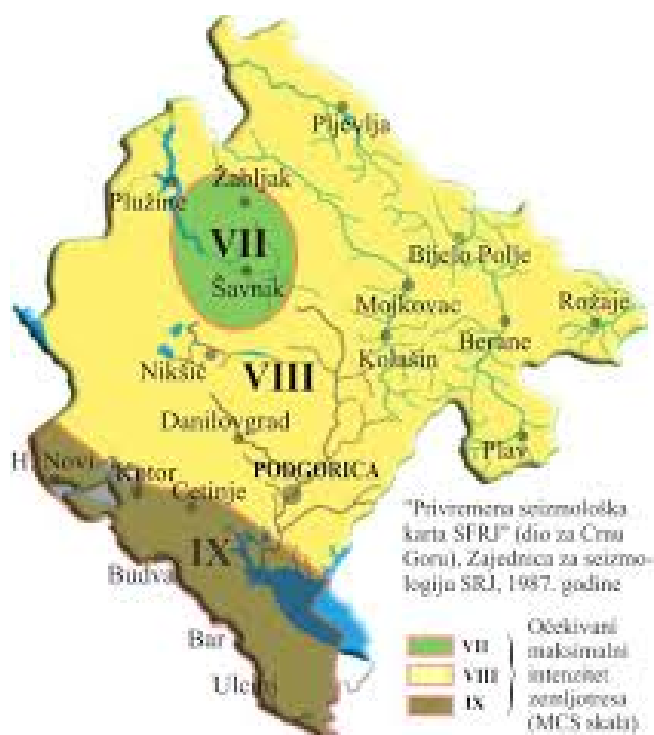 Pljevlja
Žabljak
Plužine
VII
Bijelo Polje
Šavnik
Mojkovac
Rožaje
Berane
Kolašin
Nikšić
VIII
Danilovgrad
Plav
H. Novi
PODGORICA
Kotor
Cetinje
"Privremena seizmološka
karta SFRJ" (dio za Crnu
Goru), Zajednica za seizmo-
logiju SRJ, 1987. godine
IX
Budva
Bar
Ulcinj
VII
VIII
IX
Očekivani
maksimalni
intenzitet
zemljotresa
(MCS skala)